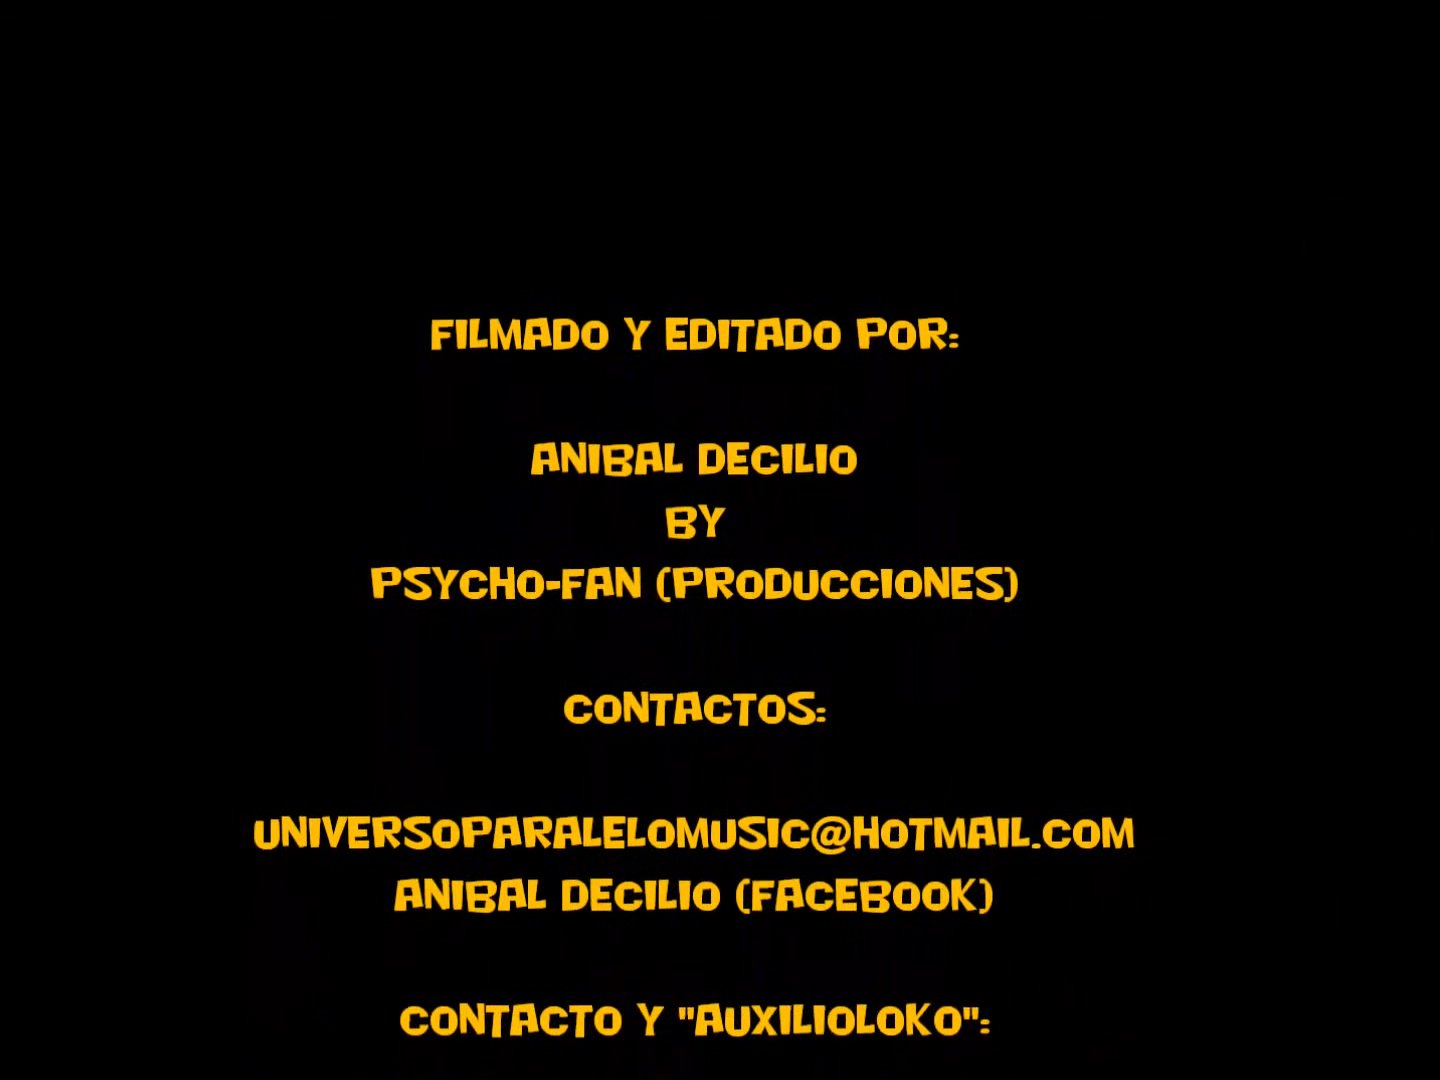 FILMADO Y EDITADO POR:
ANIBAL DECILIO
BY
PSYCHO-FAN (PRODUCCIONES)
CONTACTOS:
UNIVERSOPARALELOMUSIC@HOTMAIL.COM
ANIBAL DECILIO (FACEBOOK)
CONTACTO Y "AUXILIOLOKO":